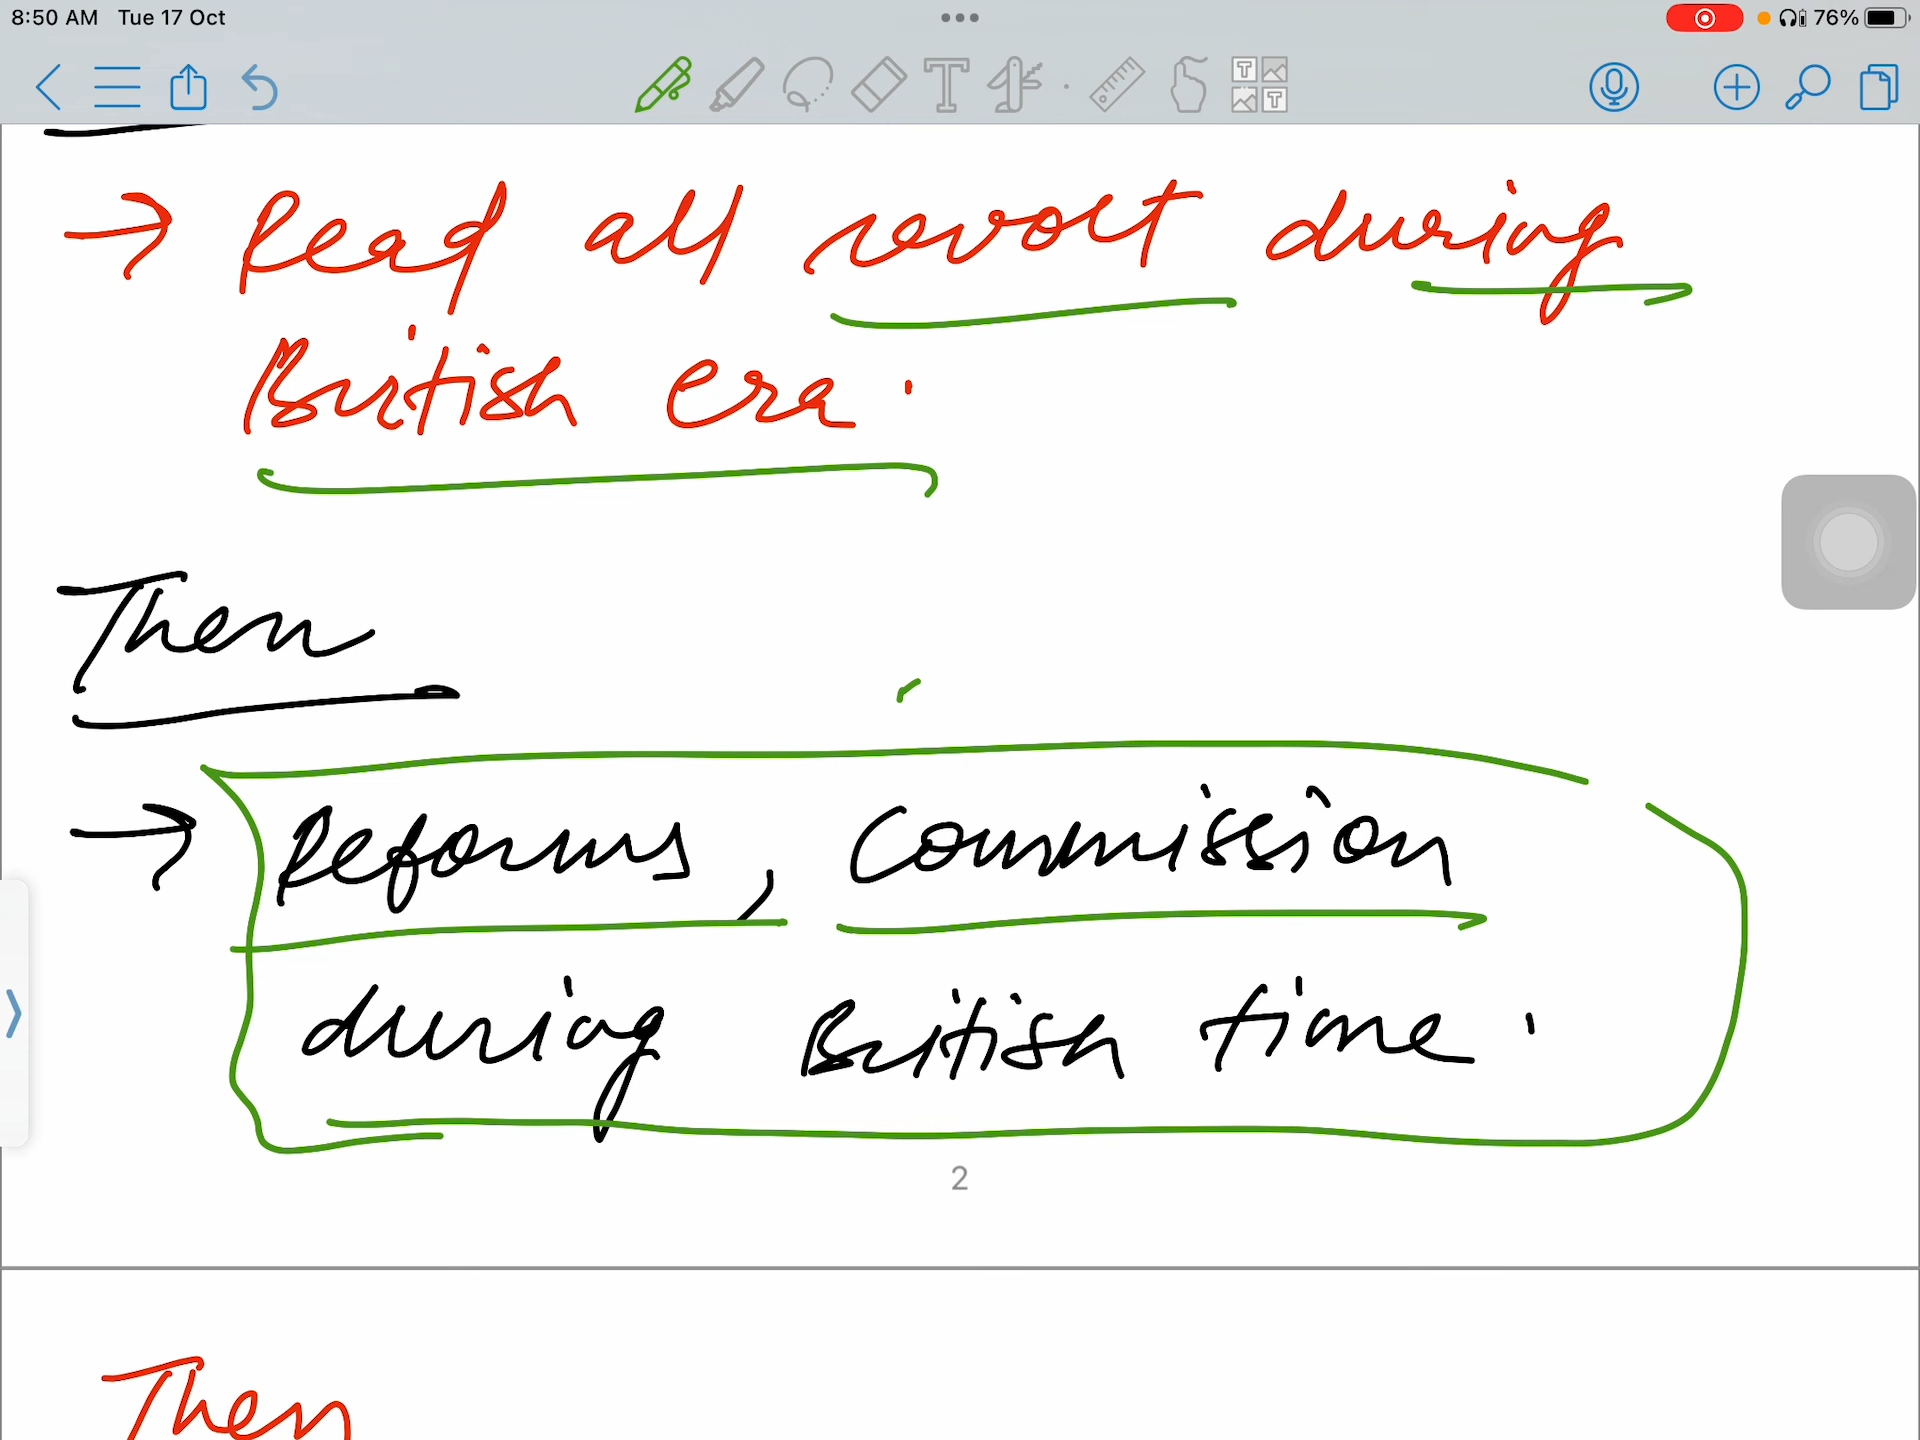 8:50 AM Tue 17 Oct
76%
→ Read all revolt during
British era.
Then
→ Reforms, Commission
during British time.
2
Then